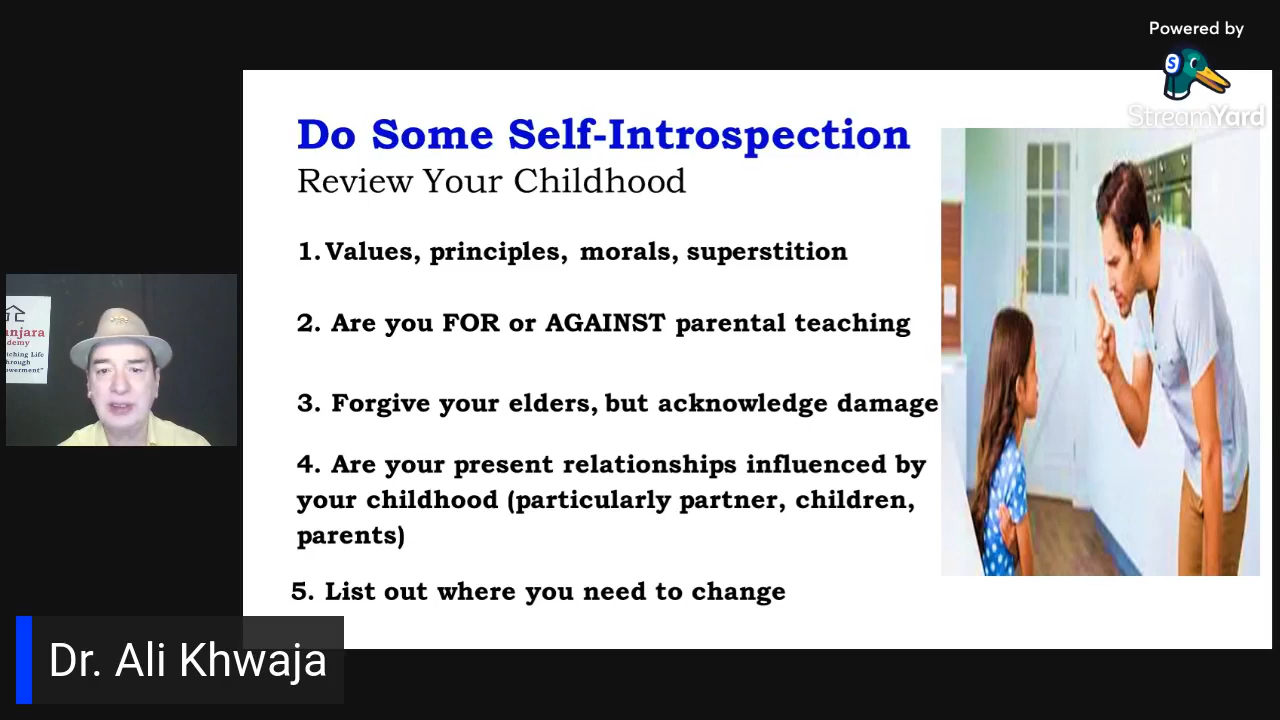 Powered by
StreamYard
Do Some Self-Introspection
Review Your Childhood
1. Values, principles, morals, superstition
2. Are you FOR or AGAINST parental teaching
3. Forgive your elders, but acknowledge damage
4. Are your present relationships influenced by
your childhood (particularly partner, children,
parents)
5. List out where you need to change
Dr. Ali Khwaja